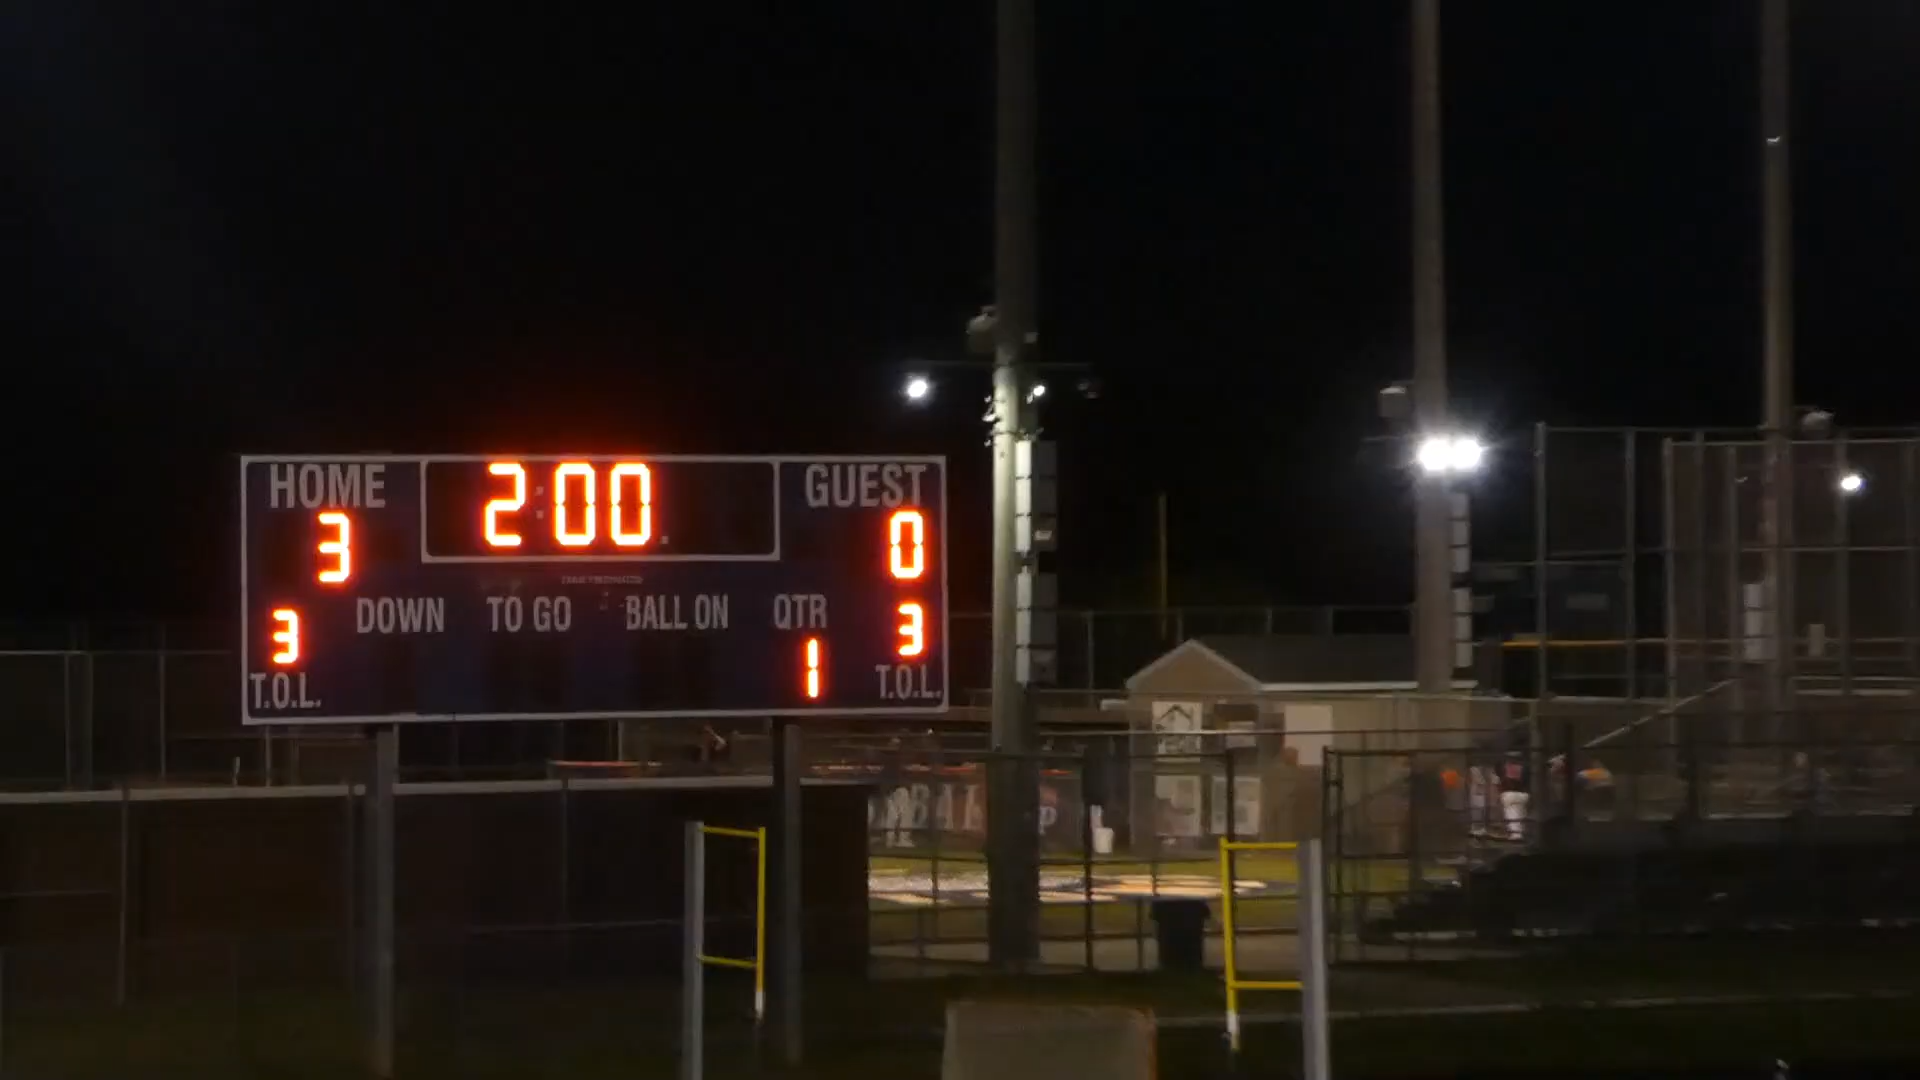 HOME 2:00 GUEST
3 0
DOWN TO GO BALL ON QTR
3 1 3
T.O.L. T.O.L.